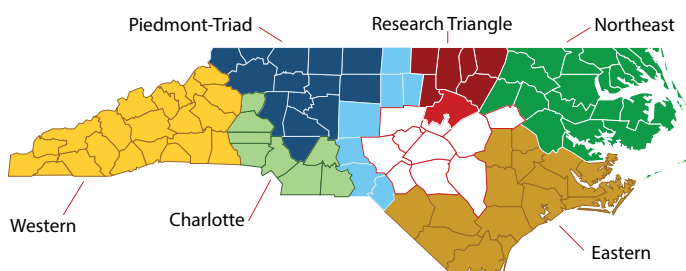 Piedmont-Triad
Research Triangle
Northeast
Western
Charlotte
Eastern